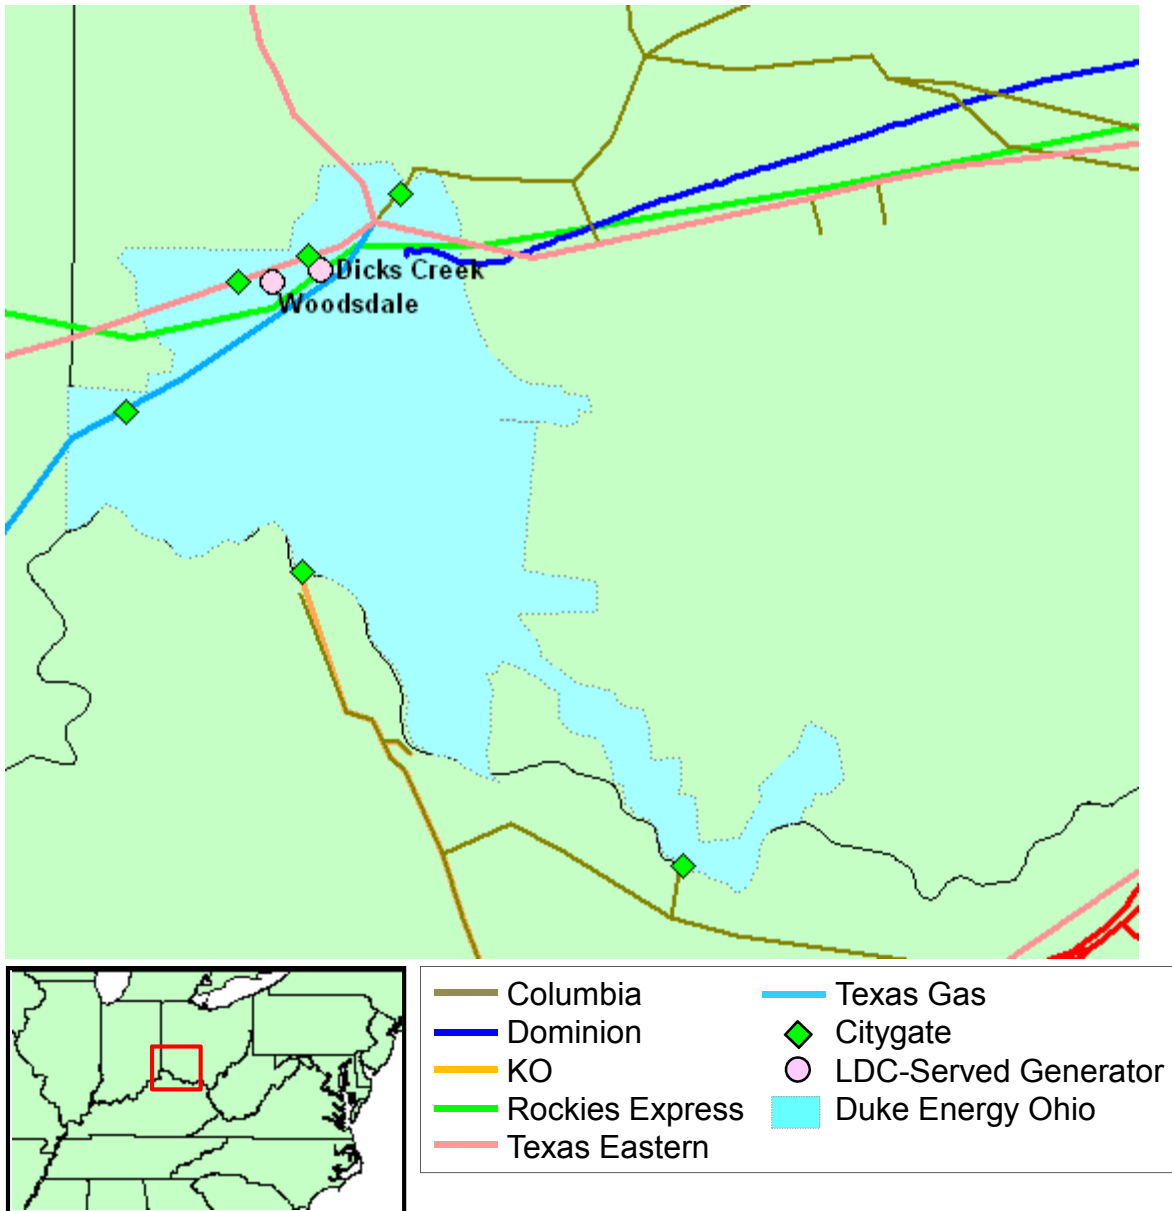 Dicks Creek
Woodsdale
Columbia
Dominion
KO
Rockies Express
Texas Eastern
Texas Gas
Citygate
LDC-Served Generator
Duke Energy Ohio